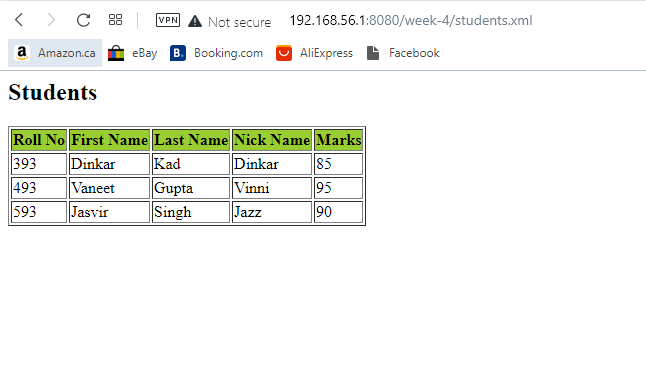 VPN Not secure 192.168.56.1:8080/week-4/students.xml
a Amazon.ca eBay B. Booking.com AliExpress Facebook
Students
Roll No First Name Last Name Nick Name Marks
393 Dinkar Kad Dinkar 85
493 Vaneet Gupta Vinni 95
593 Jasvir Singh Jazz 90